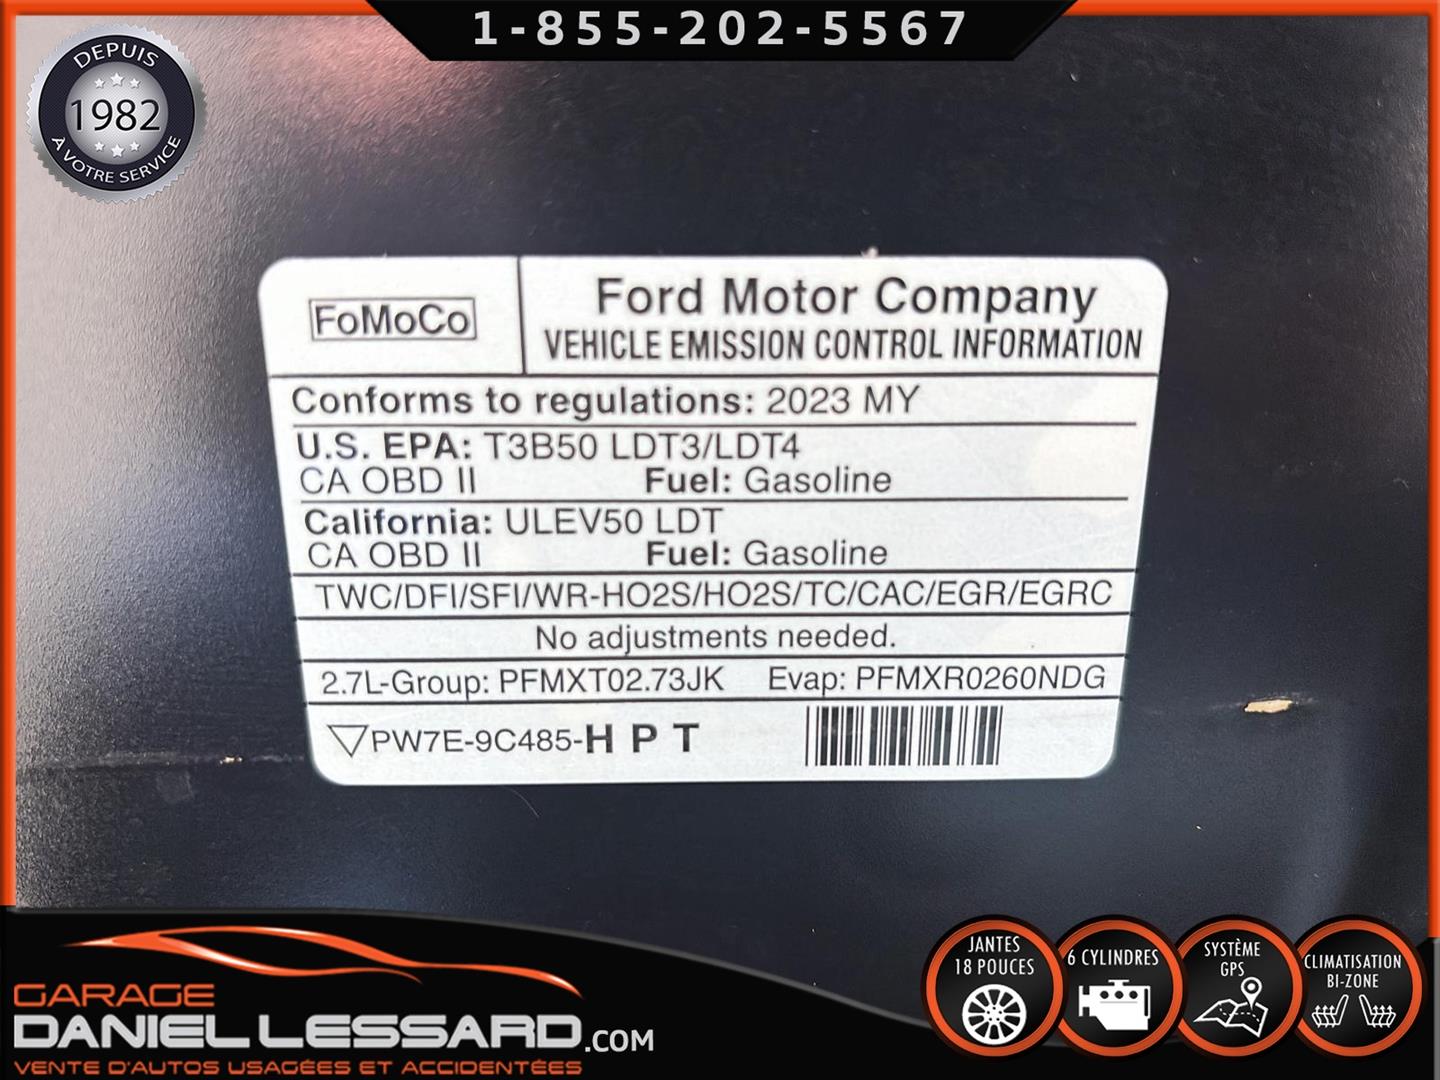 1-855-202-5567
DEPUIS
1982
À VOTRE SERVICE
FoMoCo
Ford Motor Company
VEHICLE EMISSION CONTROL INFORMATION
Conforms to regulations: 2023 MY
U.S. EPA: T3B50 LDT3/LDT4
CA OBD II Fuel: Gasoline
California: ULEV50 LDT
CA OBD II Fuel: Gasoline
TWC/DFI/SFI/WR-HO2S/HO2S/TC/CAC/EGR/EGRC
No adjustments needed.
2.7L-Group: PFMXT02.73JK Evap: PFMXR0260NDG
PW7E-9C485-H P T
GARAGE
DANIEL LESSARD.COM
VENTE D'AUTOS USAGÉES ET ACCIDENTÉES
JANTES
18 POUCES
6 CYLINDRES
SYSTÈME
GPS
CLIMATISATION
BI-ZONE